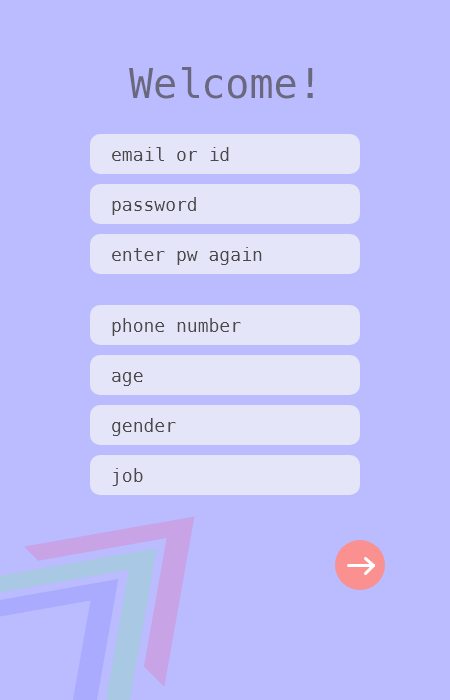 Welcome!
email or id
password
enter pw again
phone number
age
gender
job